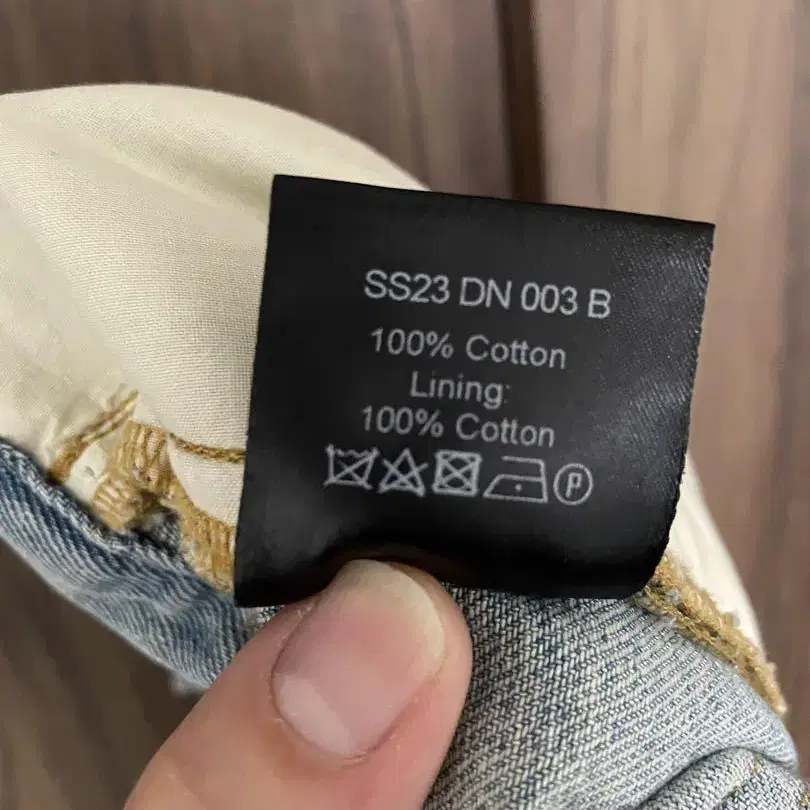 SS23 DN 003 B
100% Cotton
Lining:
100% Cotton
P